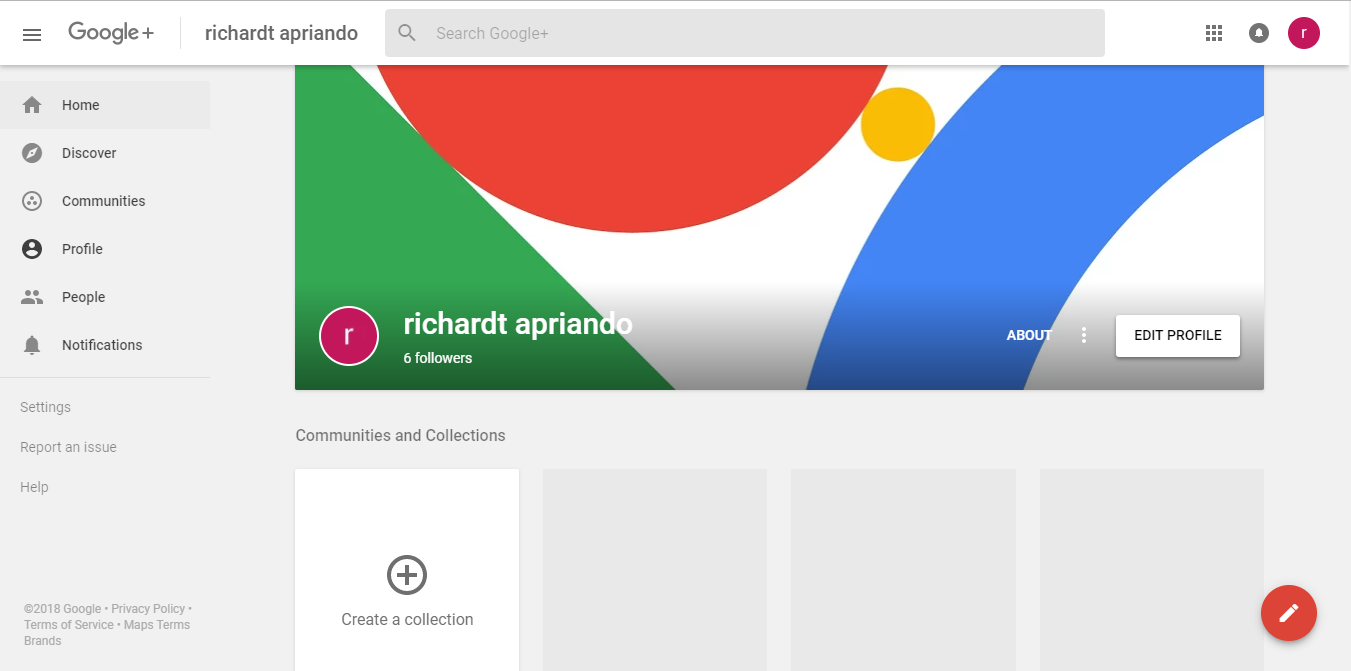 Google+
richardt apriando
Search Google+
r
Home
Discover
Communities
Profile
People
Notifications
Settings
Report an issue
Help
©2018 Google • Privacy Policy •
Terms of Service • Maps Terms
Brands
r
richardt apriando
6 followers
ABOUT
EDIT PROFILE
Communities and Collections
Create a collection